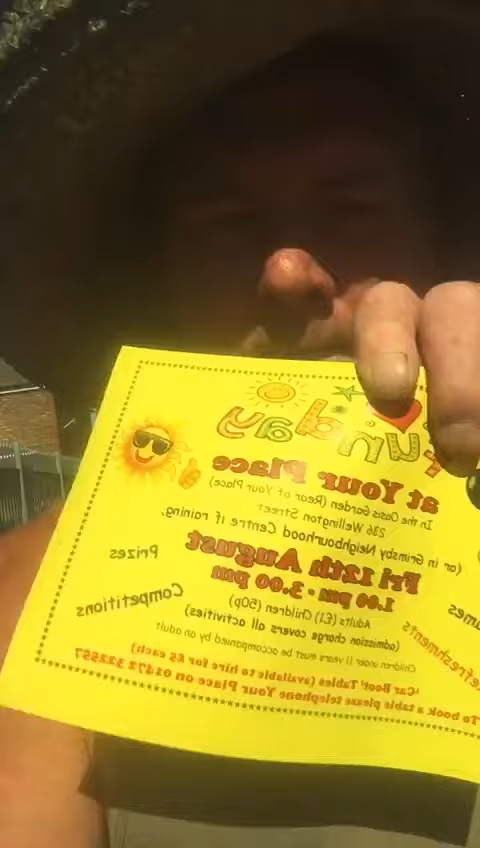 Funday
at Your Place
In the Oasis Garden (Rear of Your Place)
236 Wellington Street
(or in Grimsby Neighbourhood Centre if raining.
Fri 12th August
1.00 pm - 3.00 pm
Prizes
Adults (£1) Children (50p)
(admission charge covers all activities)
Competitions
Children under 11 years must be accompanied by an adult
'Car Boot' Tables (available to hire for £5 each)
To book a table please telephone Your Place on 01472 322557